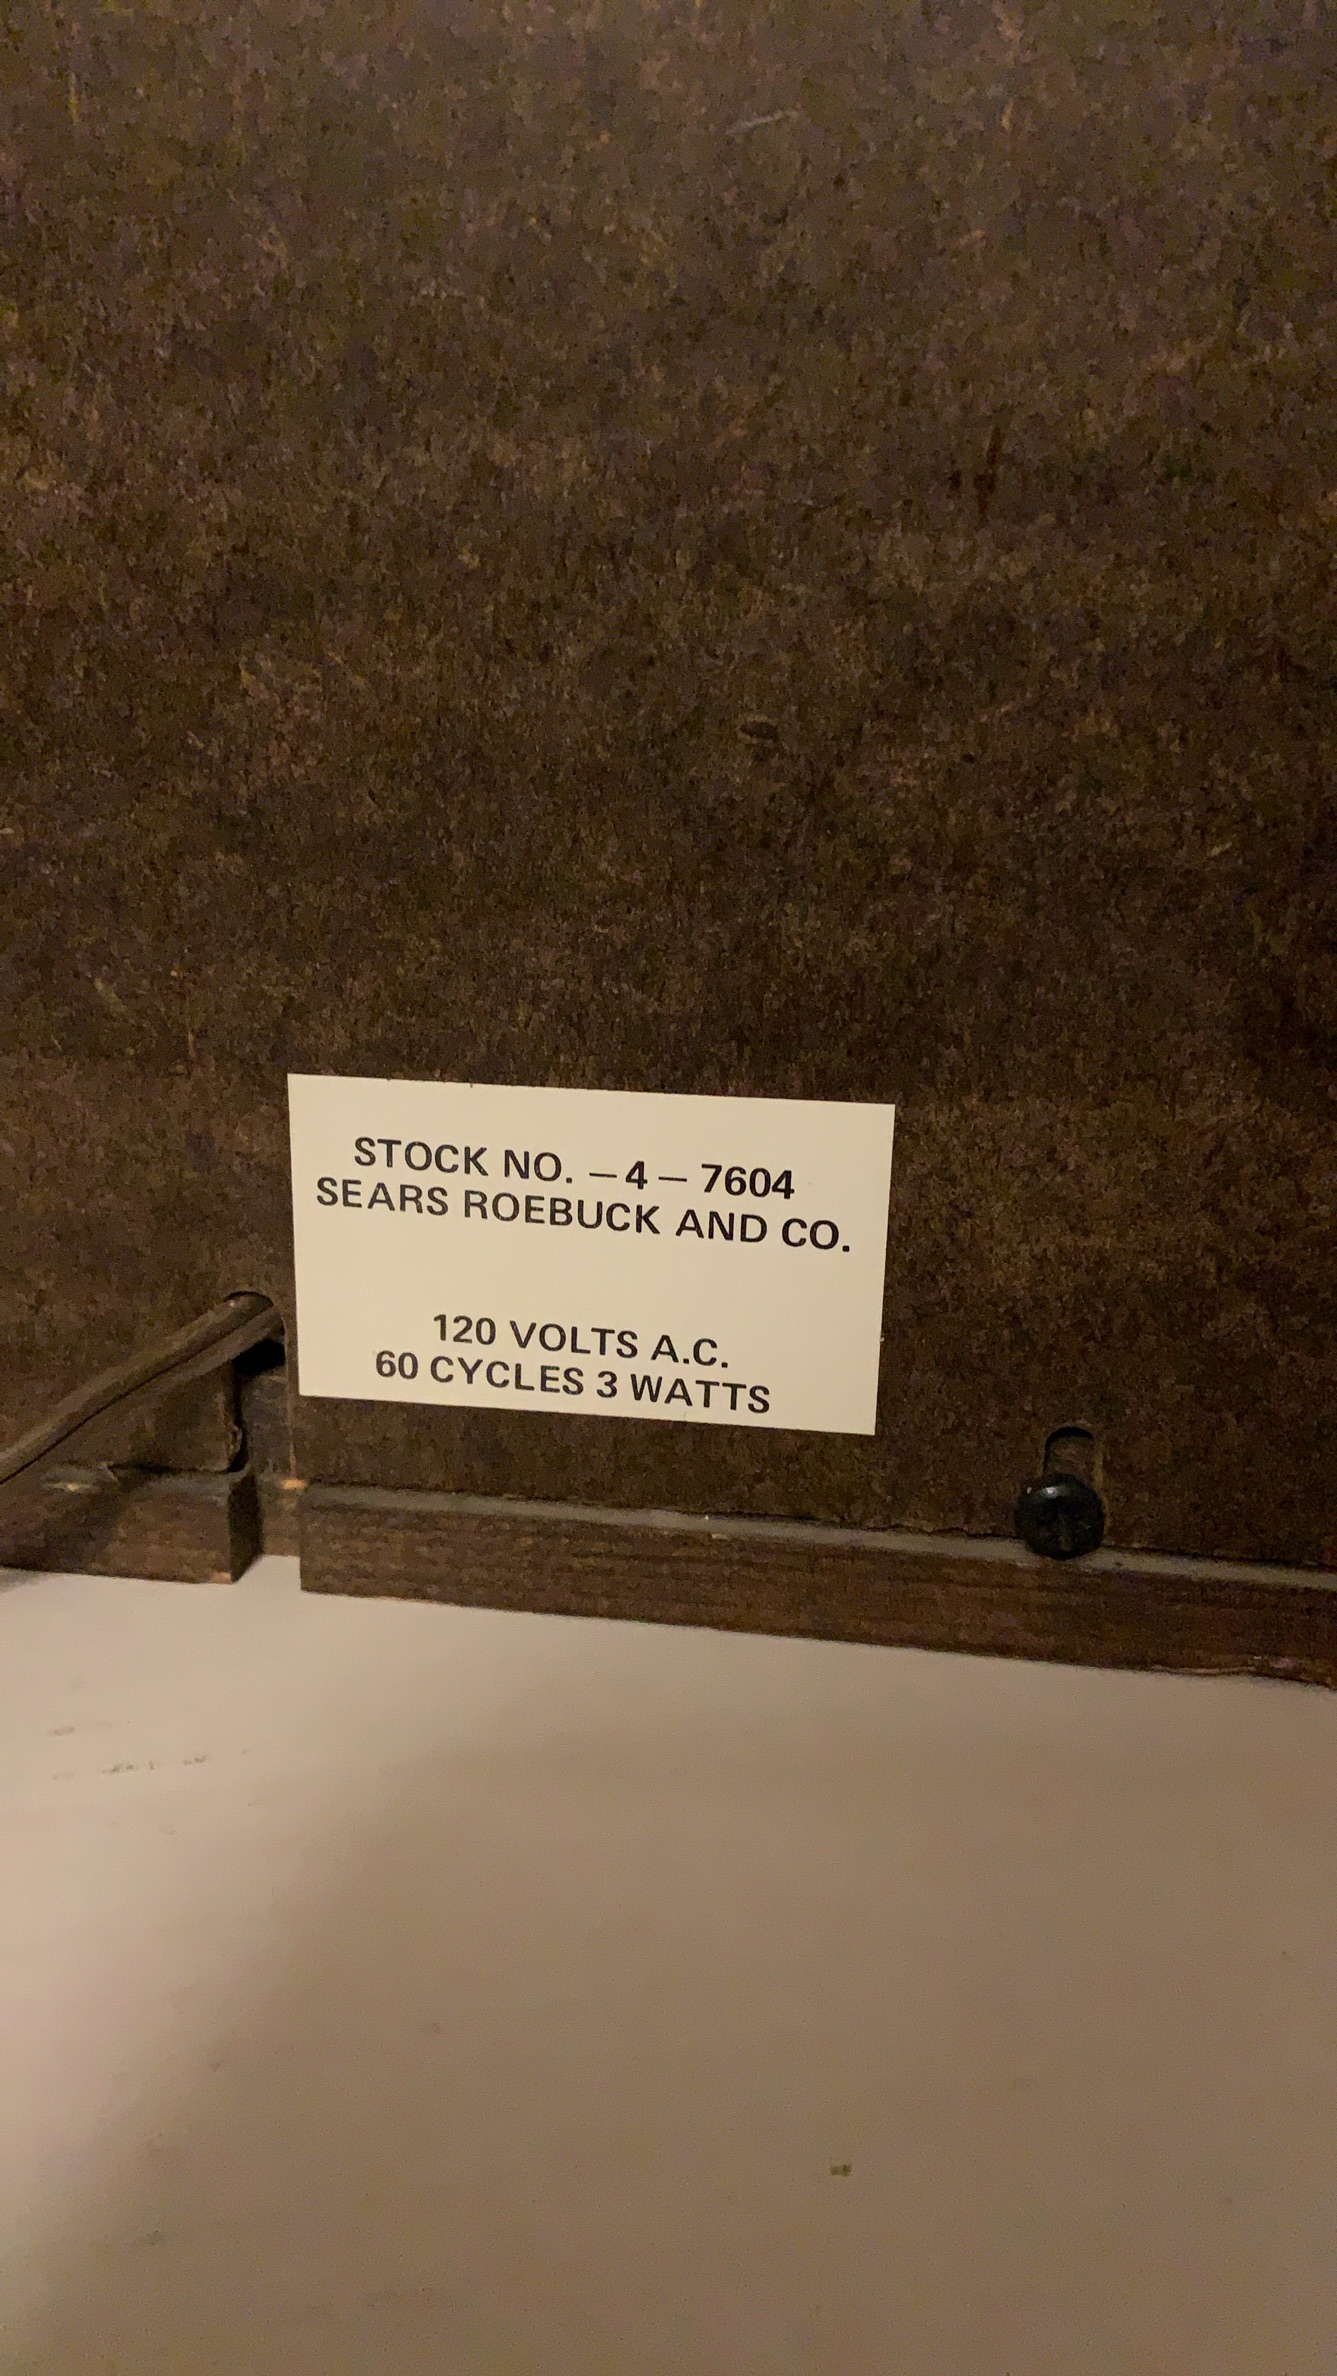 STOCK NO. –4– 7604
SEARS ROEBUCK AND CO.
120 VOLTS A.C.
60 CYCLES 3 WATTS